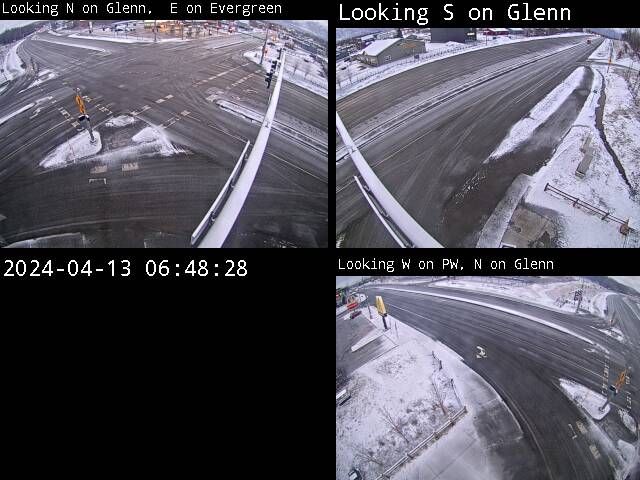 Looking N on Glenn,  E on Evergreen
Looking S on Glenn
2024-04-13 06:48:28
Looking W on PW, N on Glenn